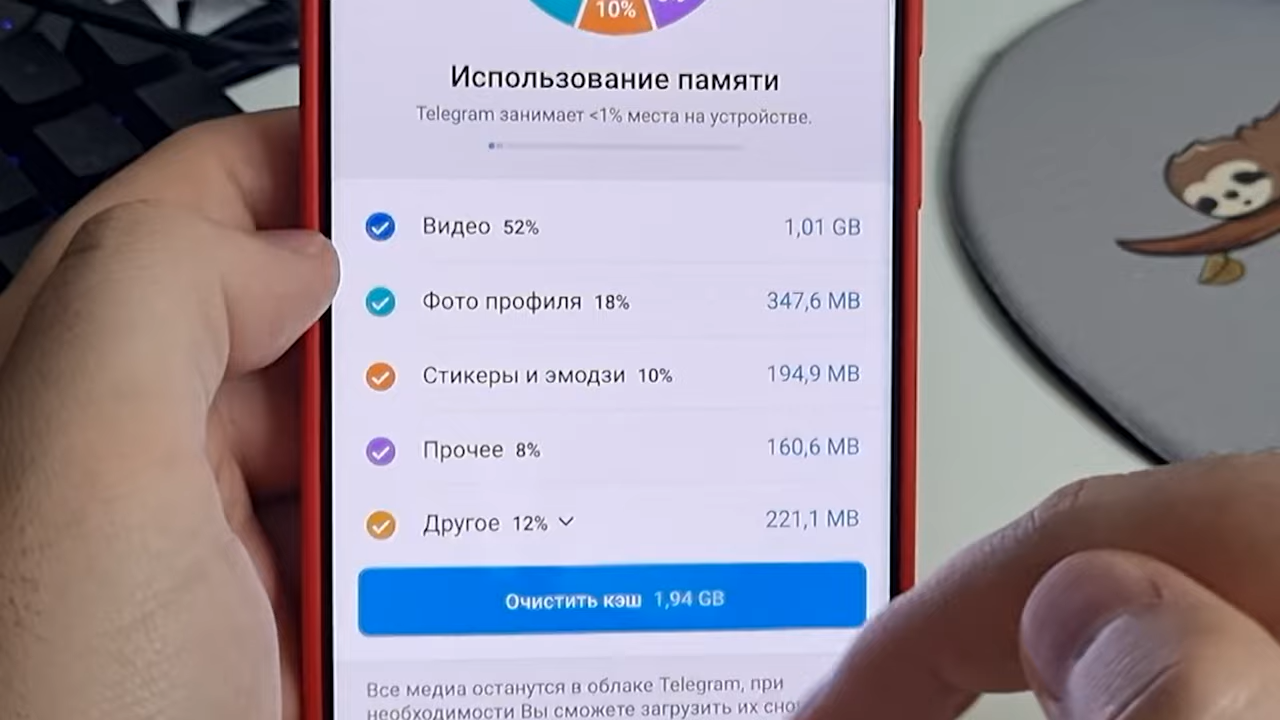 10%
Использование памяти
Telegram занимает <1% места на устройстве.
Видео 52% 1,01 GB
Фото профиля 18% 347,6 MB
Стикеры и эмодзи 10% 194,9 MB
Прочее 8% 160,6 MB
Другое 12% 221,1 MB
Очистить кэш 1,94 GB
Все медиа останутся в облаке Telegram, при
необходимости Вы сможете загрузить их